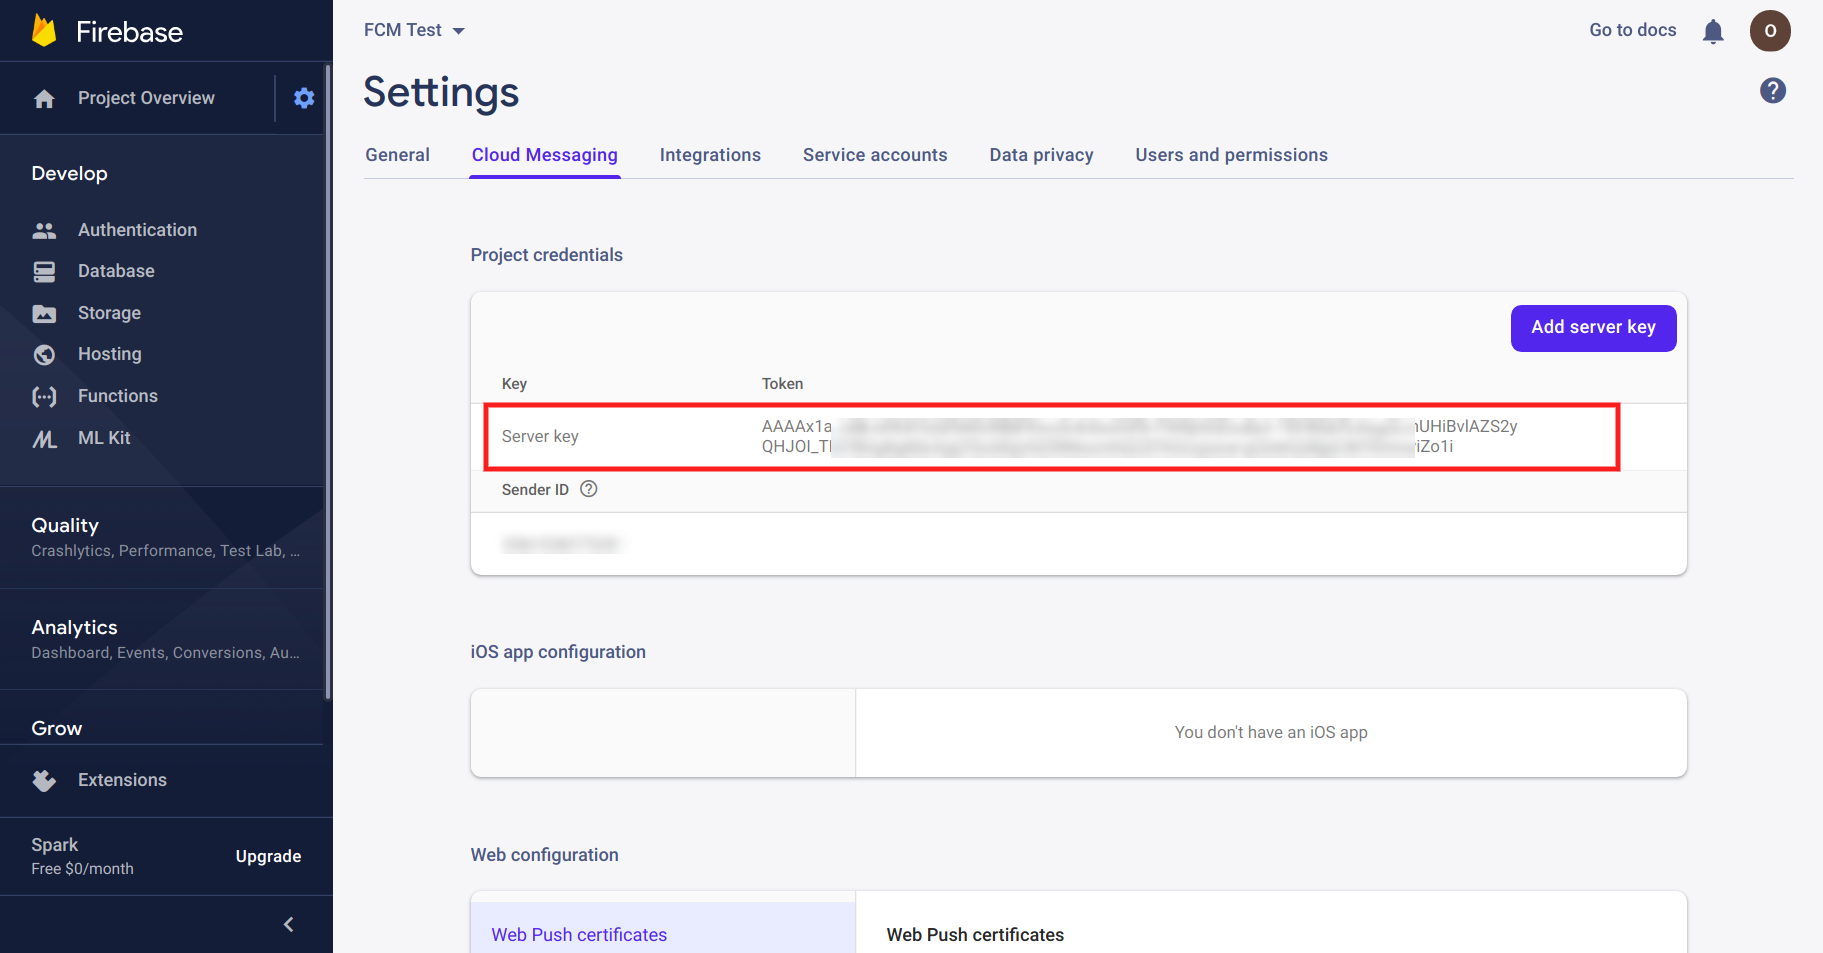 Firebase
Project Overview
Develop
Authentication
Database
Storage
Hosting
Functions
ML Kit
Quality
Crashlytics, Performance, Test Lab, ...
Analytics
Dashboard, Events, Conversions, Au...
Grow
Extensions
Spark
Free $0/month
Upgrade
FCM Test
Go to docs
O
Settings
General Cloud Messaging Integrations Service accounts Data privacy Users and permissions
Project credentials
Add server key
Key Token
Server key AAAAx1a UHiBvlAZS2y
QHJOI_T iZo1i
Sender ID
iOS app configuration
You don't have an iOS app
Web configuration
Web Push certificates
Web Push certificates